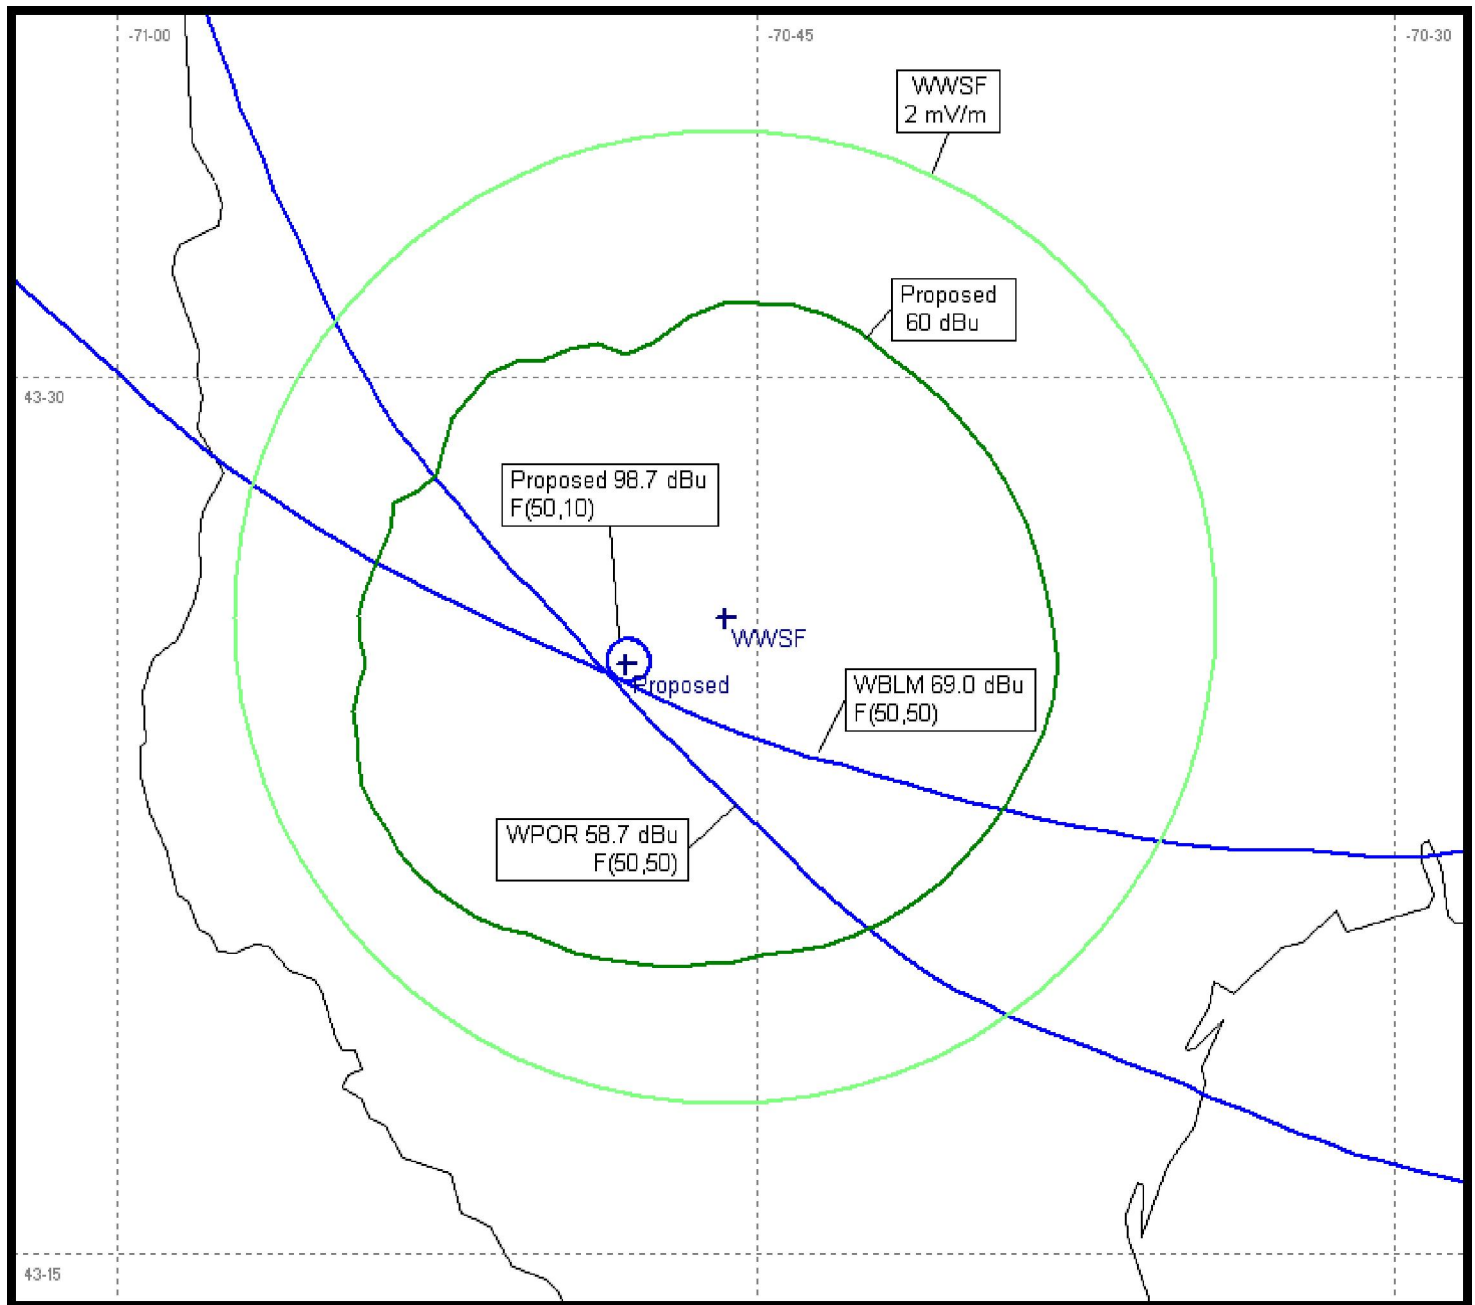 -71-00
-70-45
-70-30
WWSF
2 mV/m
Proposed
60 dBu
43-30
Proposed 98.7 dBu
F(50,10)
WWSF
Proposed
WBLM 69.0 dBu
F(50,50)
WPOR 58.7 dBu
F(50,50)
43-15